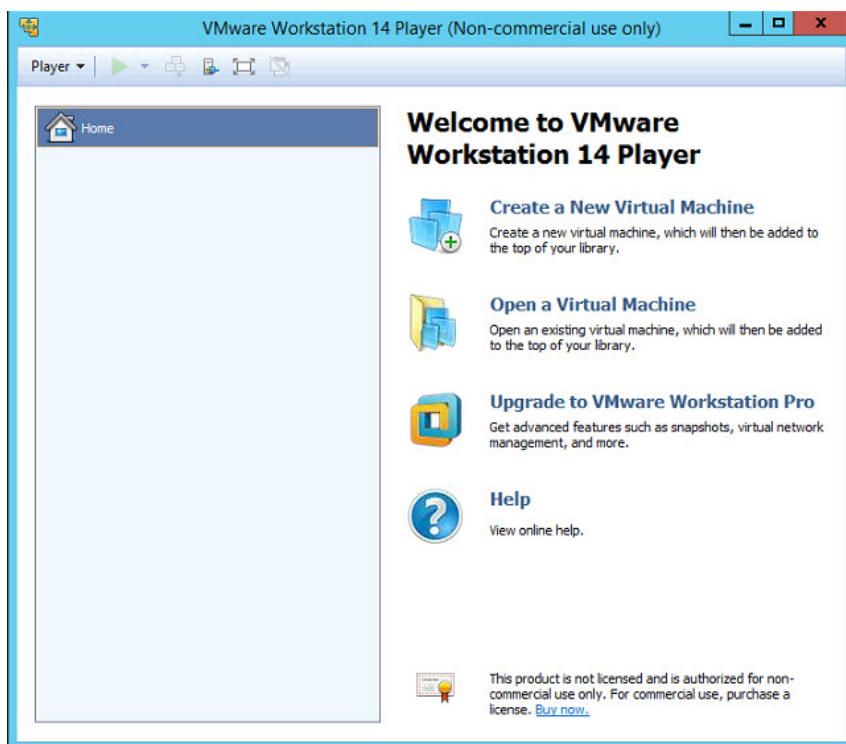 VMware Workstation 14 Player (Non-commercial use only)
Player
Home
Welcome to VMware
Workstation 14 Player
Create a New Virtual Machine
Create a new virtual machine, which will then be added to
the top of your library.
Open a Virtual Machine
Open an existing virtual machine, which will then be added
to the top of your library.
Upgrade to VMware Workstation Pro
Get advanced features such as snapshots, virtual network
management, and more.
Help
View online help.
This product is not licensed and is authorized for non-
commercial use only. For commercial use, purchase a
license. Buy now.